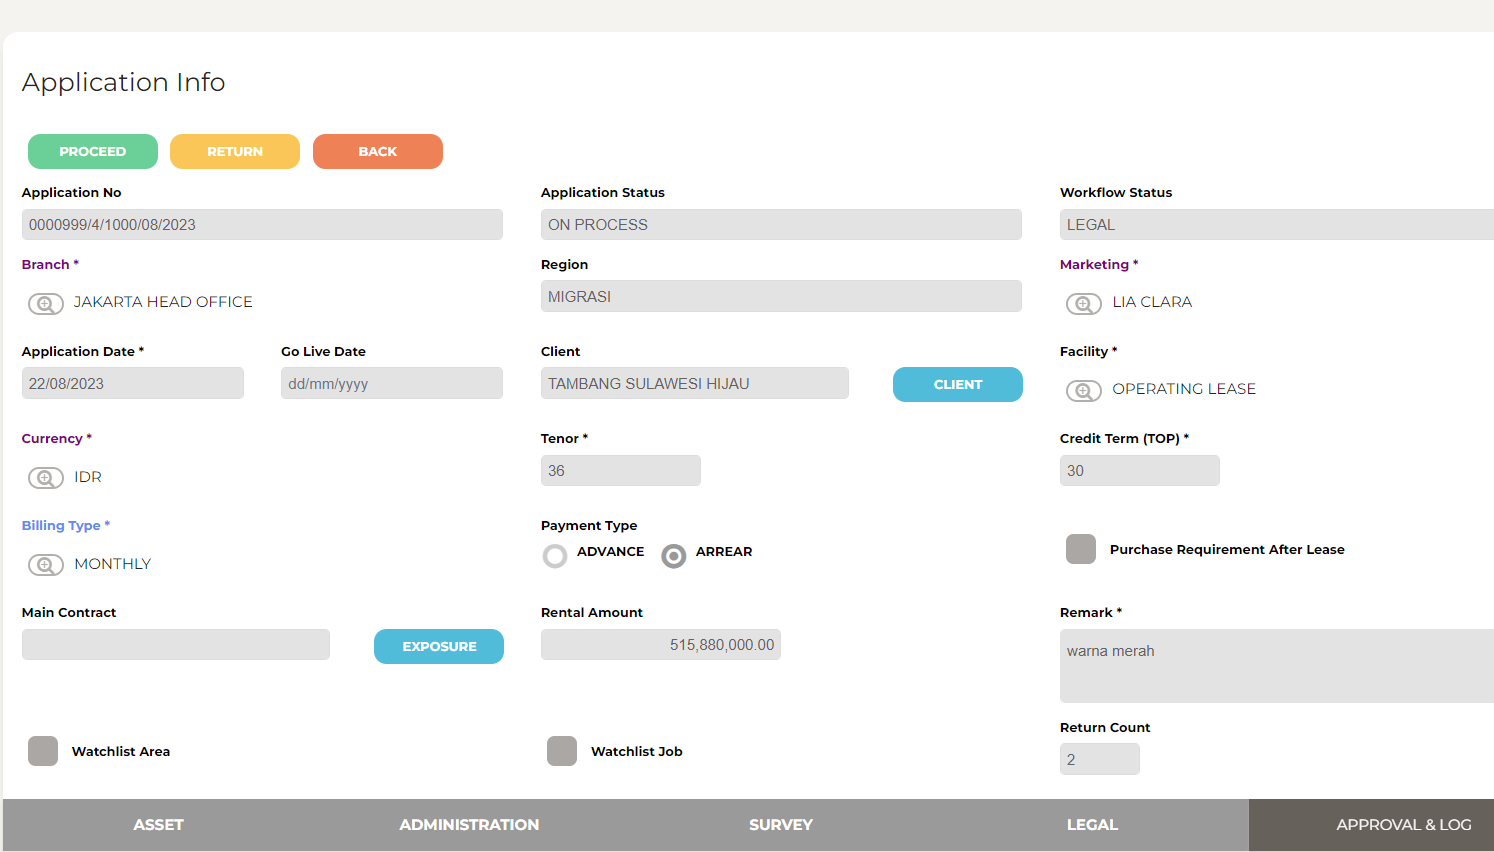 Application Info
PROCEED RETURN BACK
Application No Application Status Workflow Status
0000999/4/1000/08/2023 ON PROCESS LEGAL
Branch * Region Marketing *
JAKARTA HEAD OFFICE MIGRASI LIA CLARA
Application Date * Go Live Date Client Facility *
22/08/2023 dd/mm/yyyy TAMBANG SULAWESI HIJAU CLIENT OPERATING LEASE
Currency * Tenor * Credit Term (TOP) *
IDR 36 30
Billing Type * Payment Type
MONTHLY ADVANCE ARREAR Purchase Requirement After Lease
Main Contract Rental Amount Remark *
EXPOSURE 515,880,000.00 warna merah
Return Count
Watchlist Area Watchlist Job 2
ASSET ADMINISTRATION SURVEY LEGAL APPROVAL & LOG